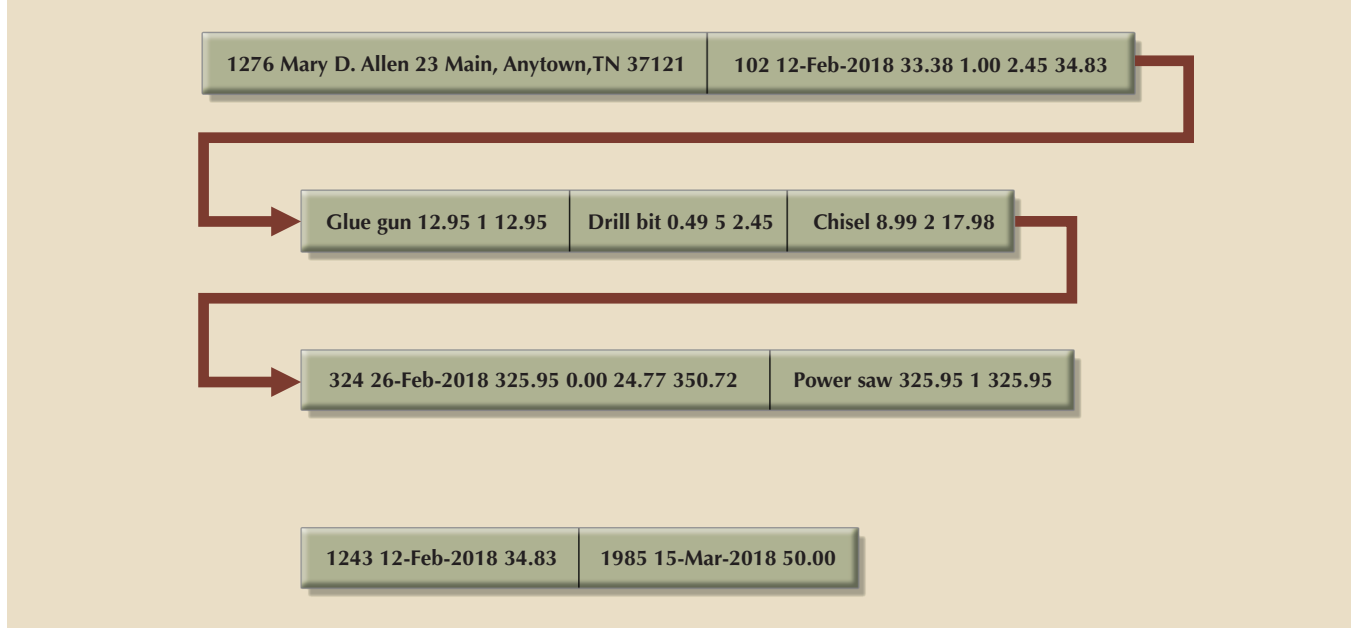 1276 Mary D. Allen 23 Main, Anytown,TN 37121 102 12-Feb-2018 33.38 1.00 2.45 34.83
Glue gun 12.95 1 12.95 Drill bit 0.49 5 2.45 Chisel 8.99 2 17.98
324 26-Feb-2018 325.95 0.00 24.77 350.72 Power saw 325.95 1 325.95
1243 12-Feb-2018 34.83 1985 15-Mar-2018 50.00